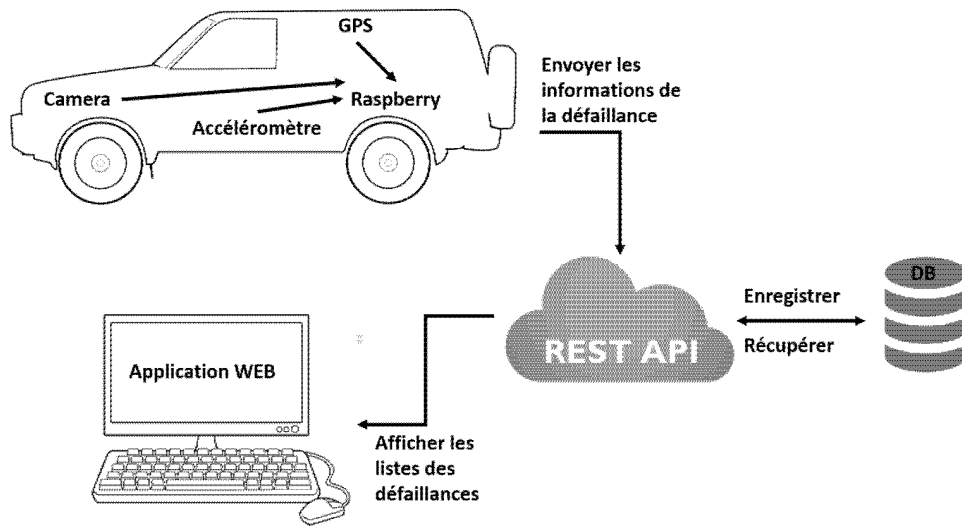 GPS
Camera
Raspberry
Accéléromètre
Envoyer les
informations de
la défaillance
REST API
Enregistrer
Récupérer
DB
Application WEB
Afficher les
listes des
défaillances